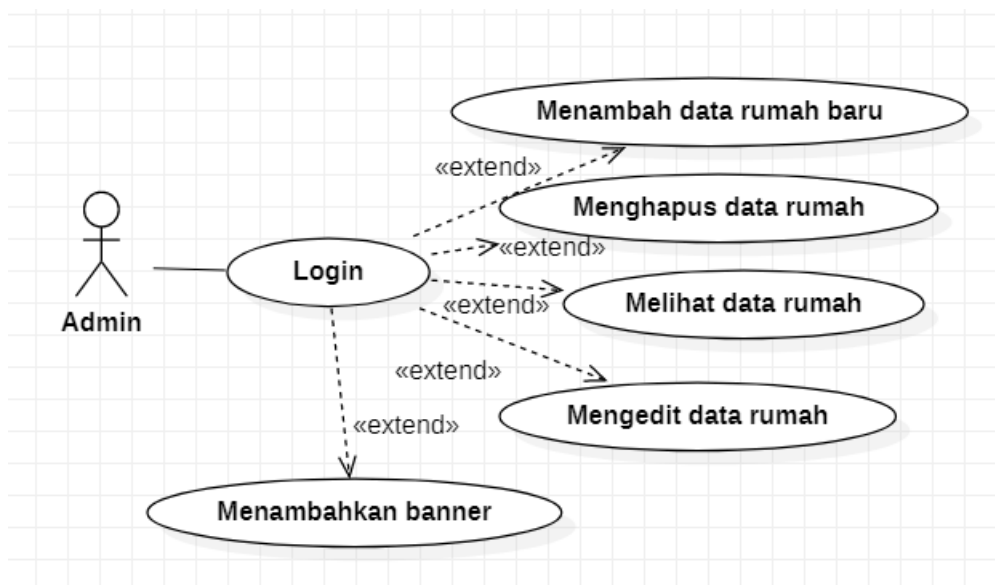 Menambah data rumah baru
«extend»
Menghapus data rumah
«extend»
Login
Melihat data rumah
«extend»
Admin
«extend»
Mengedit data rumah
«extend»
Menambahkan banner